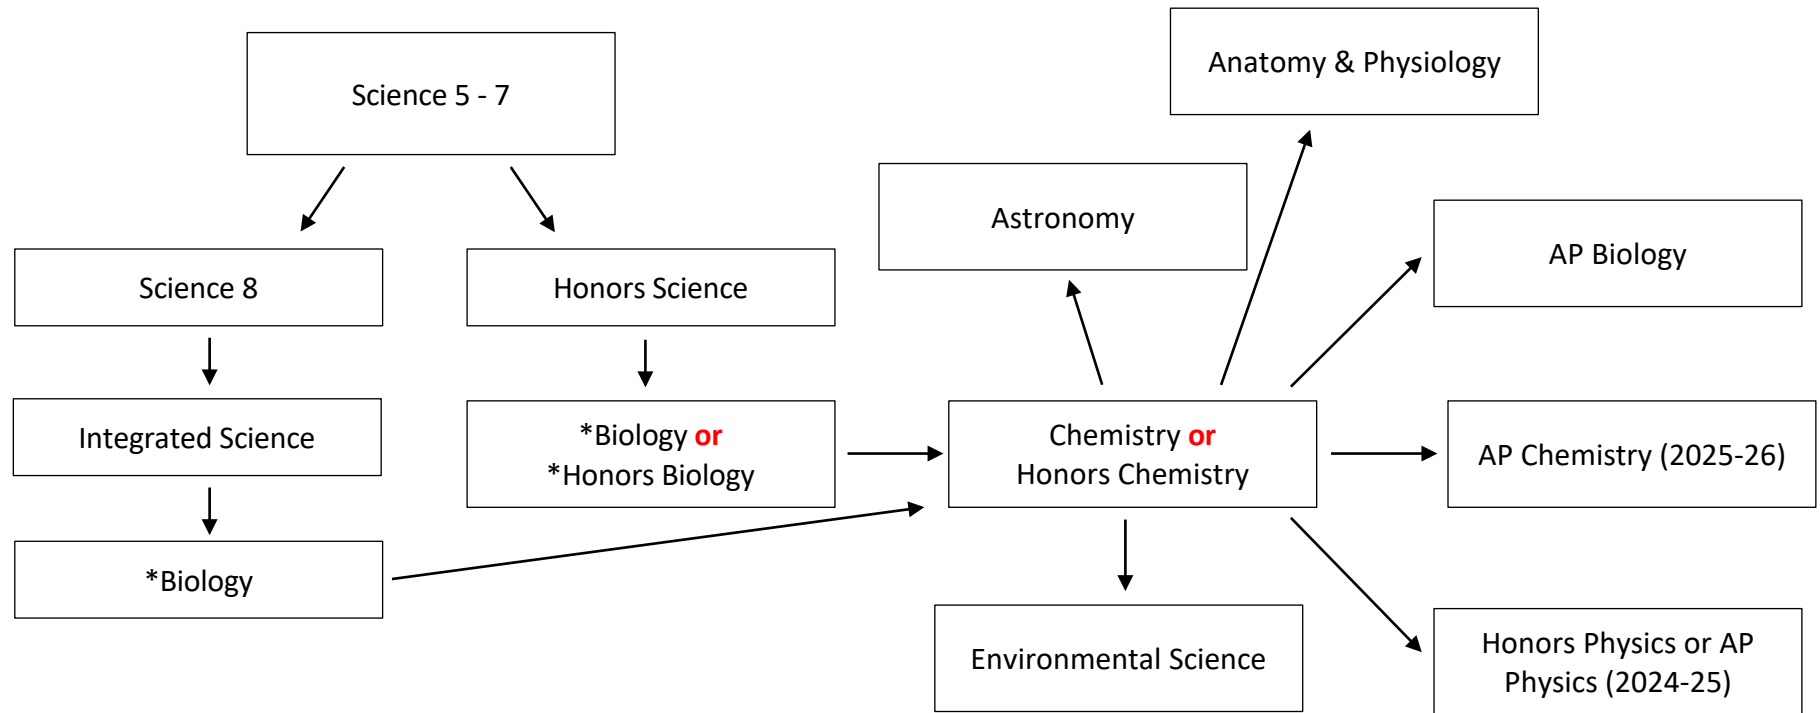 Science 5 - 7
Science 8
Honors Science
Integrated Science
*Biology or
*Honors Biology
*Biology
Chemistry or
Honors Chemistry
Astronomy
Anatomy & Physiology
AP Biology
AP Chemistry (2025-26)
Honors Physics or AP
Physics (2024-25)
Environmental Science